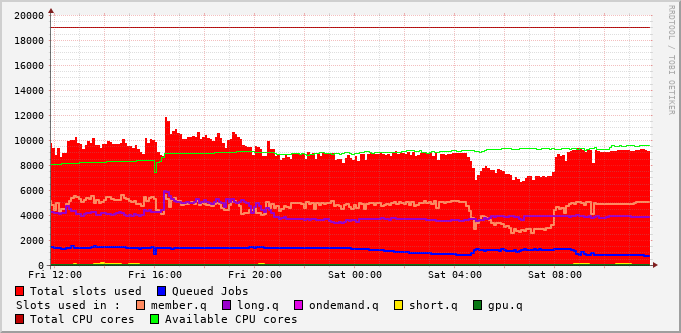 RRDTOOL / TOBI OETIKER
20000
18000
16000
14000
12000
10000
8000
6000
4000
2000
0
Fri 12:00 Fri 16:00 Fri 20:00 Sat 00:00 Sat 04:00 Sat 08:00
Total slots used Queued Jobs
Slots used in : member.q long.q ondemand.q short.q gpu.q
Total CPU cores Available CPU cores